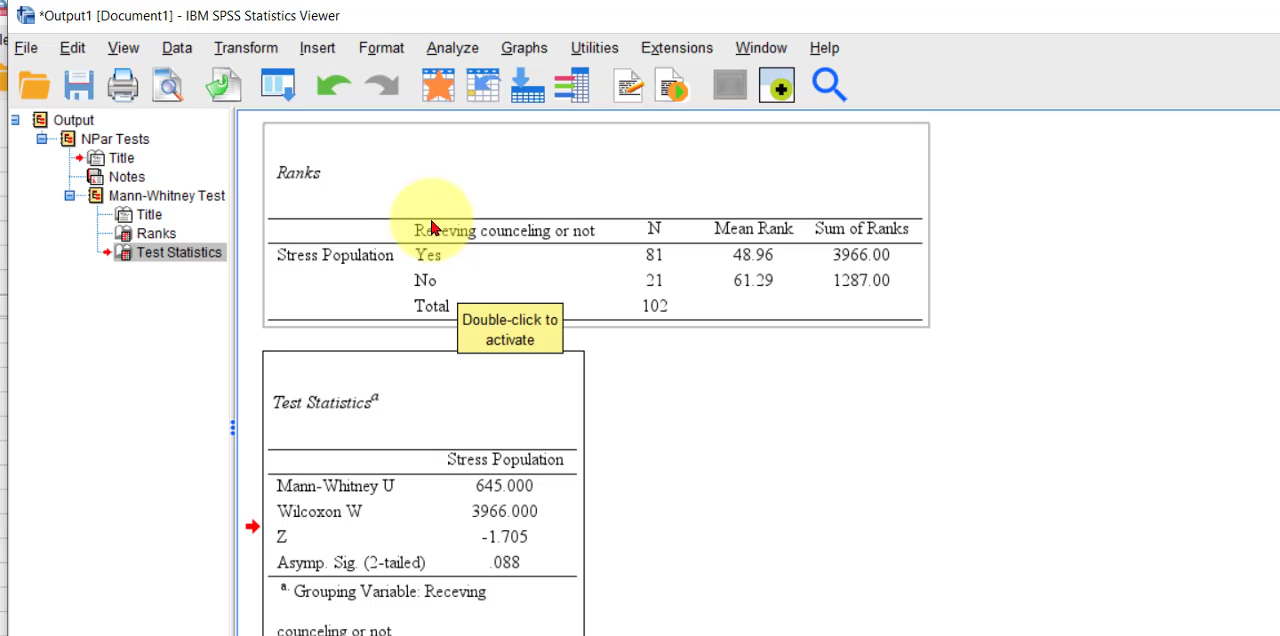 *Output1 [Document1] - IBM SPSS Statistics Viewer
File Edit View Data Transform Insert Format Analyze Graphs Utilities Extensions Window Help
Output
NPar Tests
Title
Notes
Mann-Whitney Test
Title
Ranks
Test Statistics
Ranks
Receving counceling or not N Mean Rank Sum of Ranks
Stress Population Yes 81 48.96 3966.00
No 21 61.29 1287.00
Total 102
Double-click to
activate
Test Statistics^a
Stress Population
Mann-Whitney U 645.000
Wilcoxon W 3966.000
Z -1.705
Asymp. Sig. (2-tailed) .088
a. Grouping Variable: Receving
counceling or not